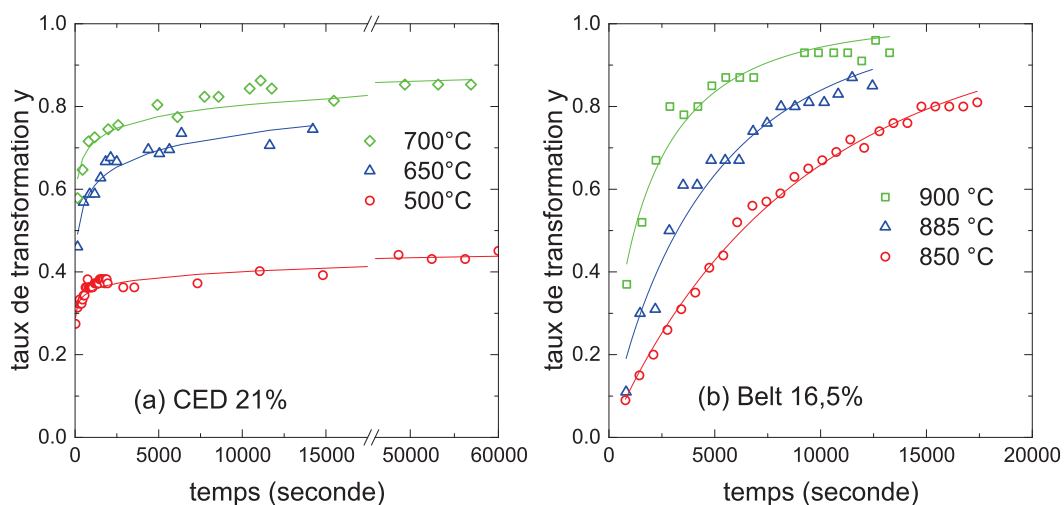 1.0
0.8
0.6
0.4
0.2
0.0
taux de transformation y
700°C
650°C
500°C
(a) CED 21%
0 5000 10000 15000 50000 60000
temps (seconde)
1.0
0.8
0.6
0.4
0.2
0.0
taux de transformation y
900 °C
885 °C
850 °C
(b) Belt 16,5%
0 5000 10000 15000 20000
temps (seconde)